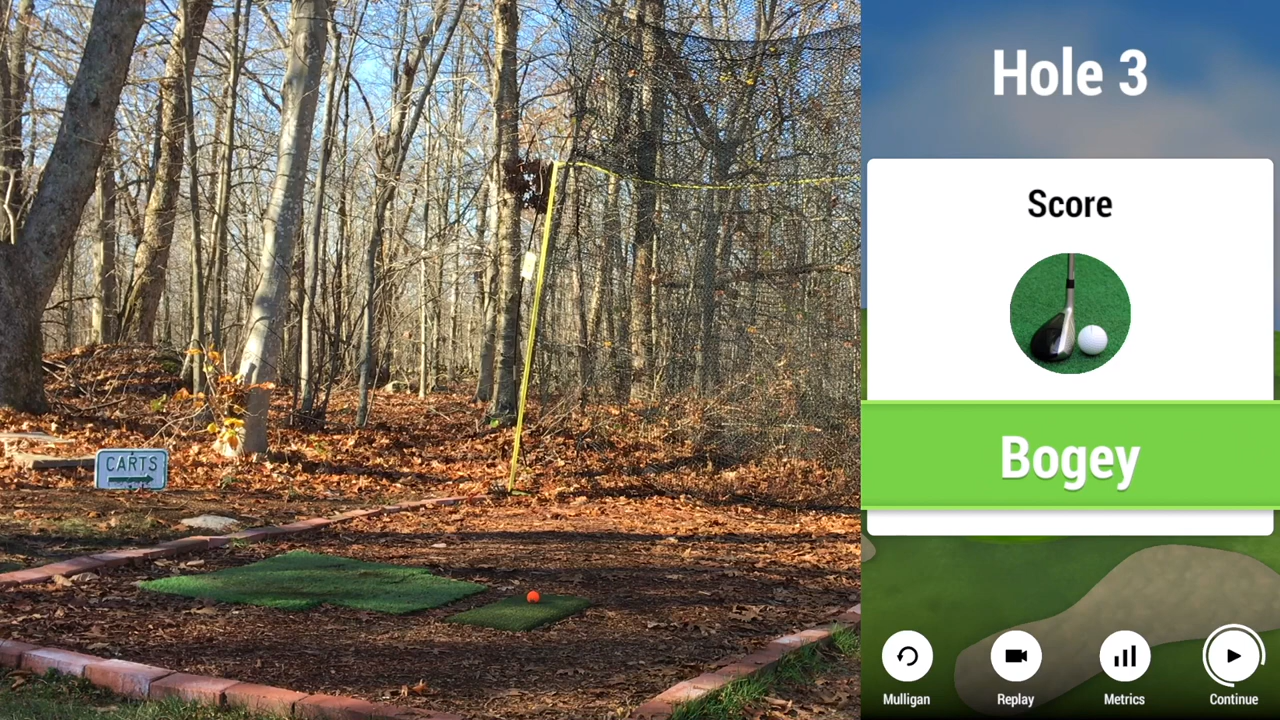 CARTS
Hole 3
Score
Bogey
Mulligan
Replay
Metrics
Continue